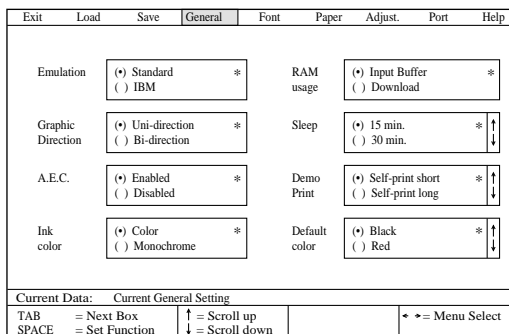 Exit Load Save General Font Paper Adjust. Port Help
Emulation (•) Standard * RAM (•) Input Buffer *
( ) IBM usage ( ) Download
Graphic (•) Uni-direction * Sleep (•) 15 min. * ↑
Direction ( ) Bi-direction ( ) 30 min. ↓
A.E.C. (•) Enabled * Demo (•) Self-print short * ↑
( ) Disabled Print ( ) Self-print long ↓
Ink (•) Color * Default (•) Black * ↑
color ( ) Monochrome color ( ) Red ↓
Current Data: Current General Setting
TAB = Next Box ↑ = Scroll up ← → = Menu Select
SPACE = Set Function ↓ = Scroll down